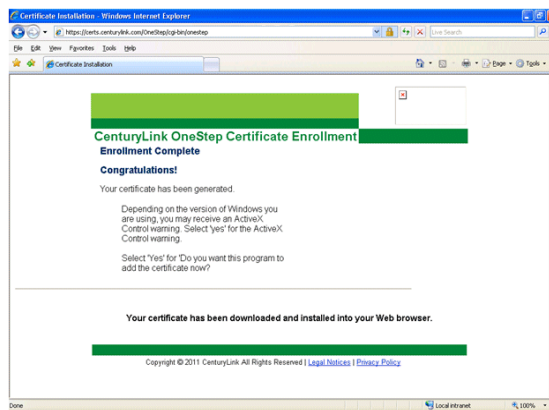 Certificate Installation - Windows Internet Explorer
https://certs.centurylink.com/OneStep/cgi-bin/onestep
Live Search
File Edit View Favorites Tools Help
Certificate Installation
Page Tools
CenturyLink OneStep Certificate Enrollment
Enrollment Complete
Congratulations!
Your certificate has been generated.
Depending on the version of Windows you
are using, you may receive an ActiveX
Control warning. Select 'yes' for the ActiveX
Control warning.
Select 'Yes' for 'Do you want this program to
add the certificate now?
Your certificate has been downloaded and installed into your Web browser.
Copyright © 2011 CenturyLink All Rights Reserved | Legal Notices | Privacy Policy
Done
Local intranet
100%